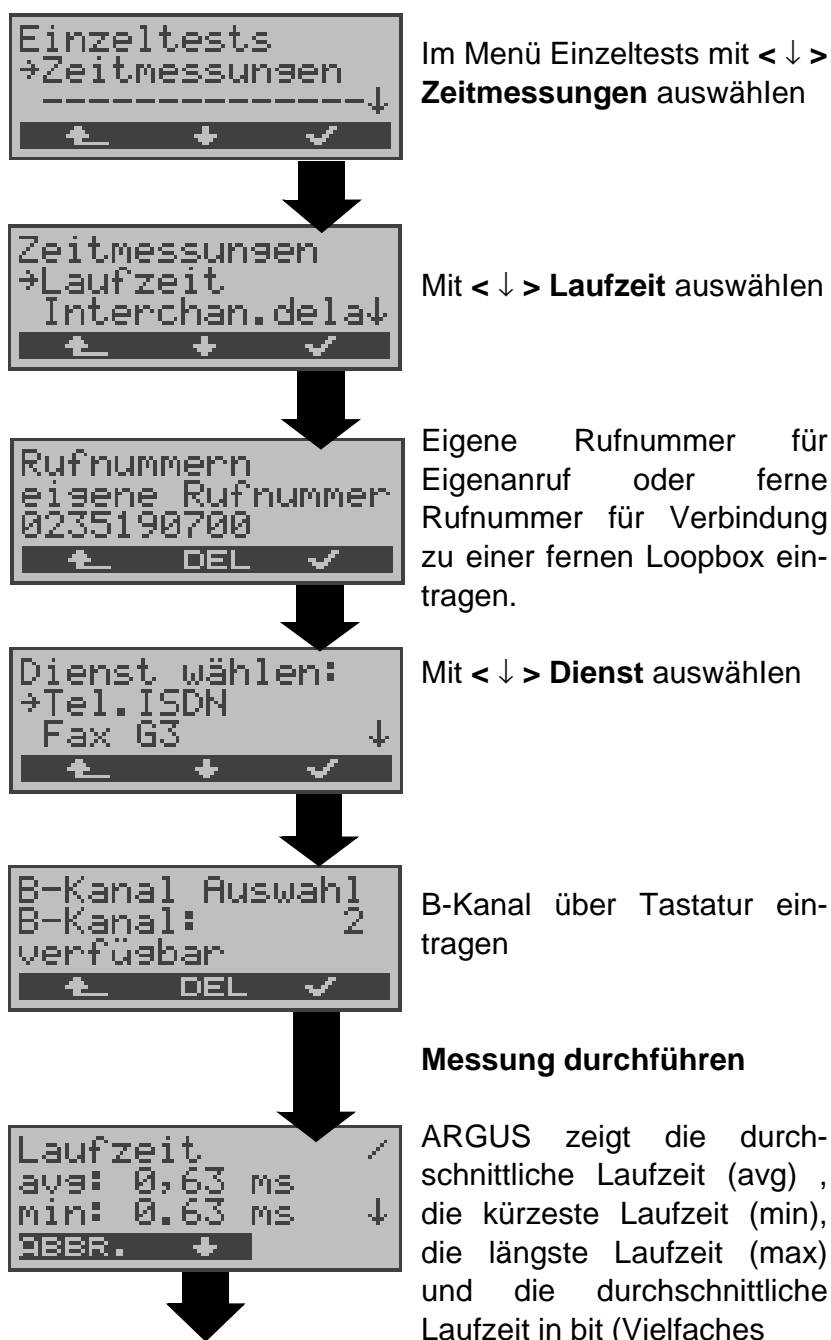 Einzeltests
→Zeitmessungen
---------------↓
✓
Im Menü Einzeltests mit < ↓ >
Zeitmessungen auswählen
Zeitmessungen
→Laufzeit
Interchan.dela↓
✓
Mit < ↓ > Laufzeit auswählen
Rufnummern
eigene Rufnummer
0235190700
DEL ✓
Eigene Rufnummer für
Eigenanruf oder ferne
Rufnummer für Verbindung
zu einer fernen Loopbox ein-
tragen.
Dienst wählen:
→Tel.ISDN
Fax G3 ↓
✓
Mit < ↓ > Dienst auswählen
B-Kanal Auswahl
B-Kanal: 2
verfügbar
DEL ✓
B-Kanal über Tastatur ein-
tragen
Messung durchführen
Laufzeit /
avg: 0,63 ms
min: 0.63 ms ↓
ABBR.
ARGUS zeigt die durch-
schnittliche Laufzeit (avg) ,
die kürzeste Laufzeit (min),
die längste Laufzeit (max)
und die durchschnittliche
Laufzeit in bit (Vielfaches